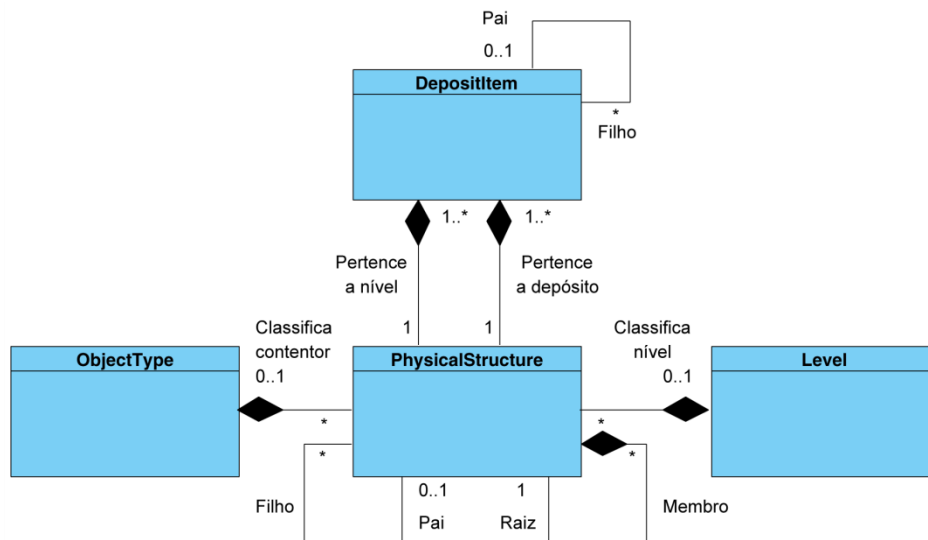 Pai
0..1
DepositItem
*
Filho
1..*
1..*
Pertence
a nível
Pertence
a depósito
1
1
Classifica
contentor
0..1
Classifica
nível
0..1
ObjectType
PhysicalStructure
Level
*
*
*
*
Filho
0..1
Pai
1
Raiz
Membro